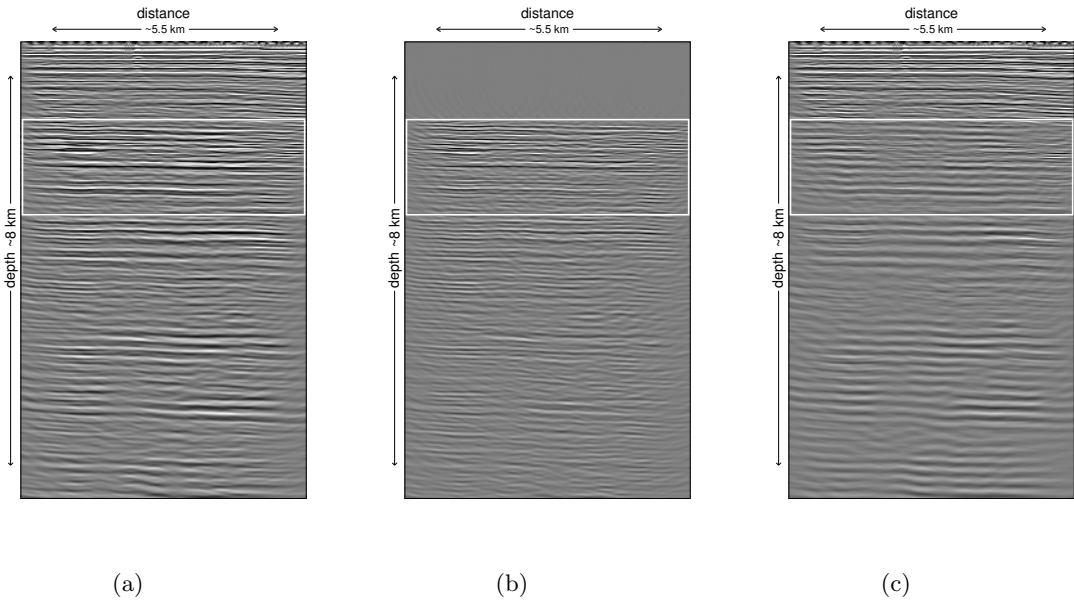 distance
~5.5 km
depth ~8 km
(a)
distance
~5.5 km
depth ~8 km
(b)
distance
~5.5 km
depth ~8 km
(c)